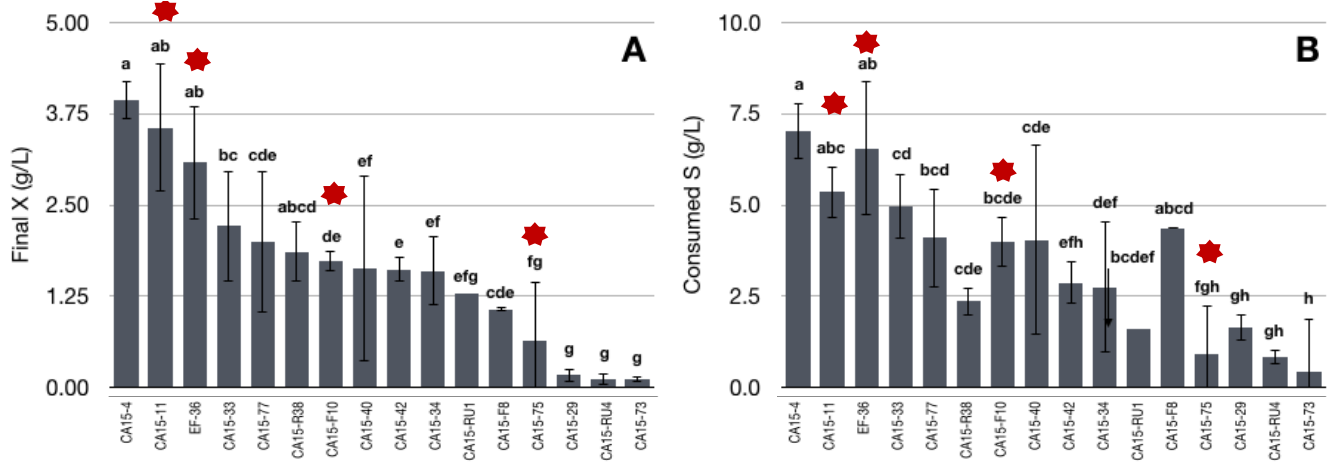 5.00
3.75
2.50
1.25
0.00
Final X (g/L)
A
a
ab
ab
bc
cde
abcd
de
ef
e
ef
efg
cde
fg
g
g
g
CA15-4
CA15-11
EF-36
CA15-33
CA15-77
CA15-R38
CA15-F10
CA15-40
CA15-42
CA15-34
CA15-RU1
CA15-F8
CA15-75
CA15-29
CA15-RU4
CA15-73
10.0
7.5
5.0
2.5
0.0
Consumed S (g/L)
B
a
abc
ab
cd
bcd
cde
bcde
cde
efh
def
bcdef
abcd
fgh
gh
gh
h
CA15-4
CA15-11
EF-36
CA15-33
CA15-77
CA15-R38
CA15-F10
CA15-40
CA15-42
CA15-34
CA15-RU1
CA15-F8
CA15-75
CA15-29
CA15-RU4
CA15-73